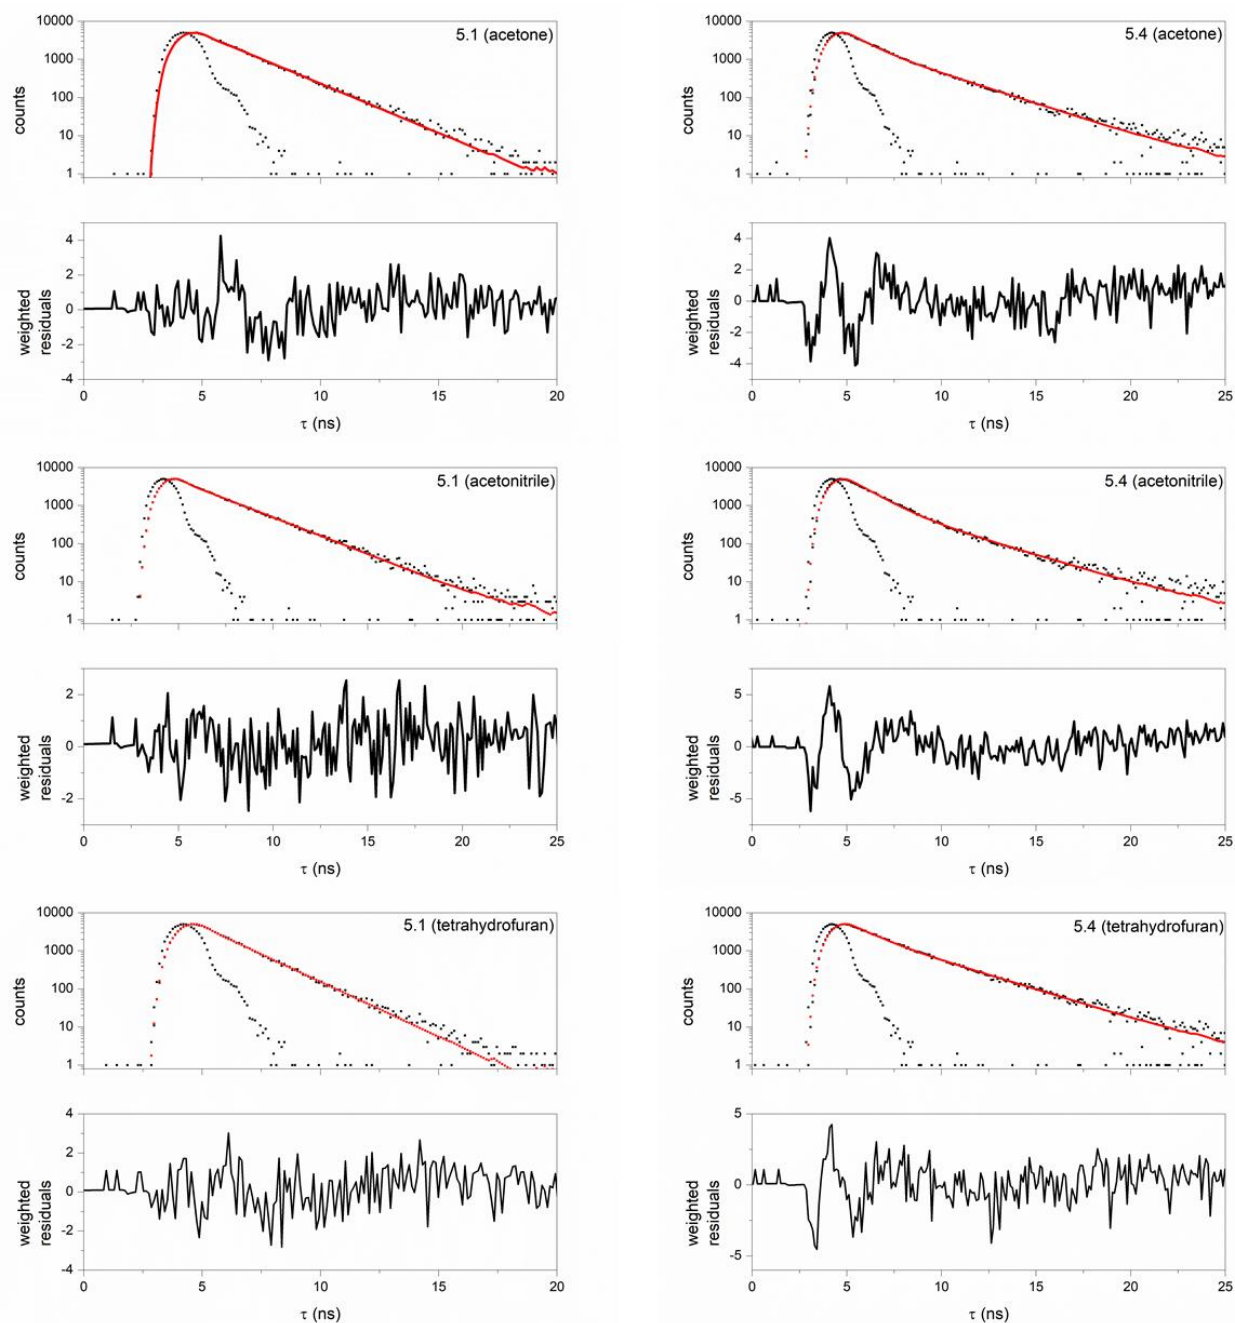 10000
1000
100
10
1
counts
5.1 (acetone)
4
2
0
-2
-4
weighted
residuals
0 5 10 15 20
τ (ns)
10000
1000
100
10
1
counts
5.4 (acetone)
4
2
0
-2
-4
weighted
residuals
0 5 10 15 20 25
τ (ns)
10000
1000
100
10
1
counts
5.1 (acetonitrile)
2
0
-2
weighted
residuals
0 5 10 15 20 25
τ (ns)
10000
1000
100
10
1
counts
5.4 (acetonitrile)
5
0
-5
weighted
residuals
0 5 10 15 20 25
τ (ns)
10000
1000
100
10
1
counts
5.1 (tetrahydrofuran)
4
2
0
-2
-4
weighted
residuals
0 5 10 15 20
τ (ns)
10000
1000
100
10
1
counts
5.4 (tetrahydrofuran)
5
0
-5
weighted
residuals
0 5 10 15 20 25
τ (ns)